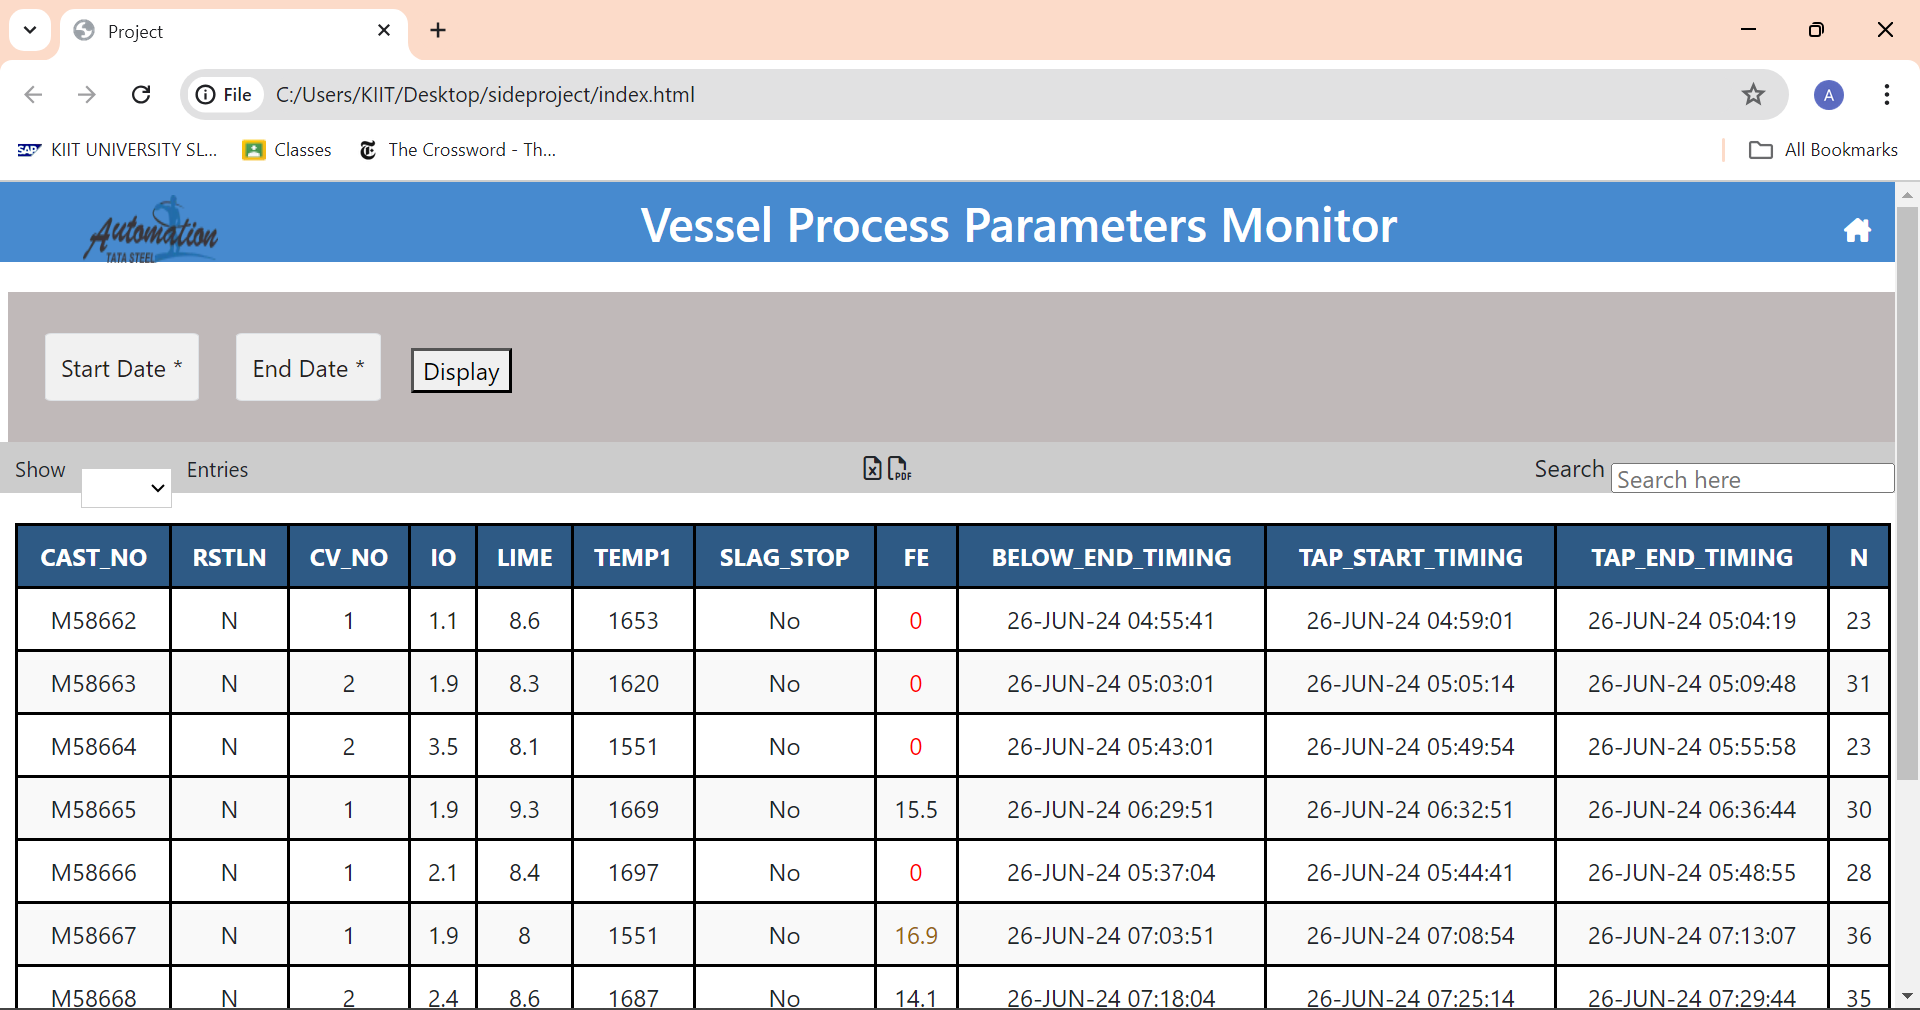 Project
File C:/Users/KIIT/Desktop/sideproject/index.html
A
SAP KIIT UNIVERSITY SL... Classes The Crossword - Th... All Bookmarks
Automation
TATA STEEL
Vessel Process Parameters Monitor
Start Date * End Date * Display
Show Entries PDF Search Search here
CAST_NO RSTLN CV_NO IO LIME TEMP1 SLAG_STOP FE BELOW_END_TIMING TAP_START_TIMING TAP_END_TIMING N
M58662 N 1 1.1 8.6 1653 No 0 26-JUN-24 04:55:41 26-JUN-24 04:59:01 26-JUN-24 05:04:19 23
M58663 N 2 1.9 8.3 1620 No 0 26-JUN-24 05:03:01 26-JUN-24 05:05:14 26-JUN-24 05:09:48 31
M58664 N 2 3.5 8.1 1551 No 0 26-JUN-24 05:43:01 26-JUN-24 05:49:54 26-JUN-24 05:55:58 23
M58665 N 1 1.9 9.3 1669 No 15.5 26-JUN-24 06:29:51 26-JUN-24 06:32:51 26-JUN-24 06:36:44 30
M58666 N 1 2.1 8.4 1697 No 0 26-JUN-24 05:37:04 26-JUN-24 05:44:41 26-JUN-24 05:48:55 28
M58667 N 1 1.9 8 1551 No 16.9 26-JUN-24 07:03:51 26-JUN-24 07:08:54 26-JUN-24 07:13:07 36
M58668 N 2 2.4 8.6 1687 No 14.1 26-JUN-24 07:18:04 26-JUN-24 07:25:14 26-JUN-24 07:29:44 35